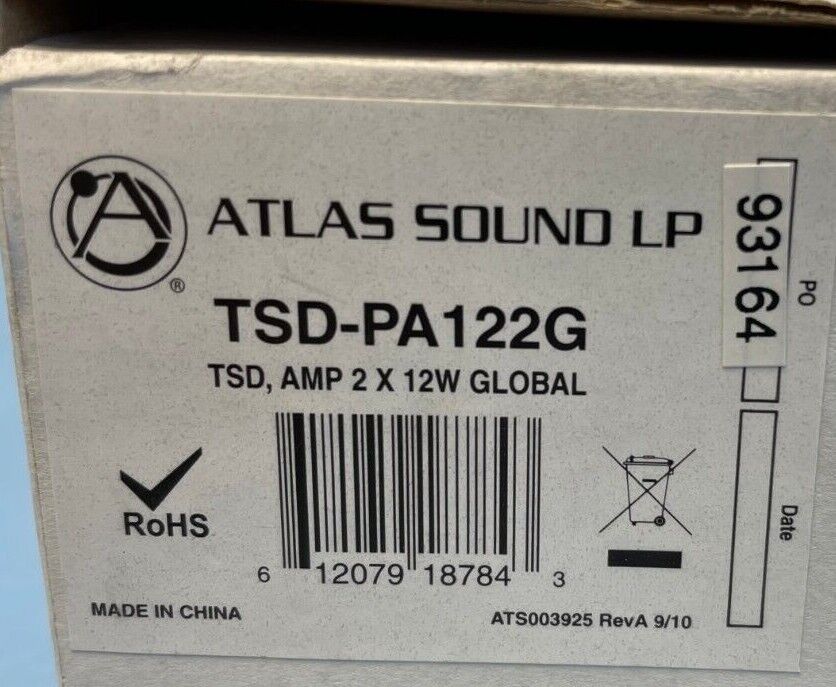 ATLAS SOUND LP
®
TSD-PA122G
TSD, AMP 2 X 12W GLOBAL
RoHS
6 12079 18784 3
MADE IN CHINA
ATS003925 RevA 9/10
93164
PO
Date